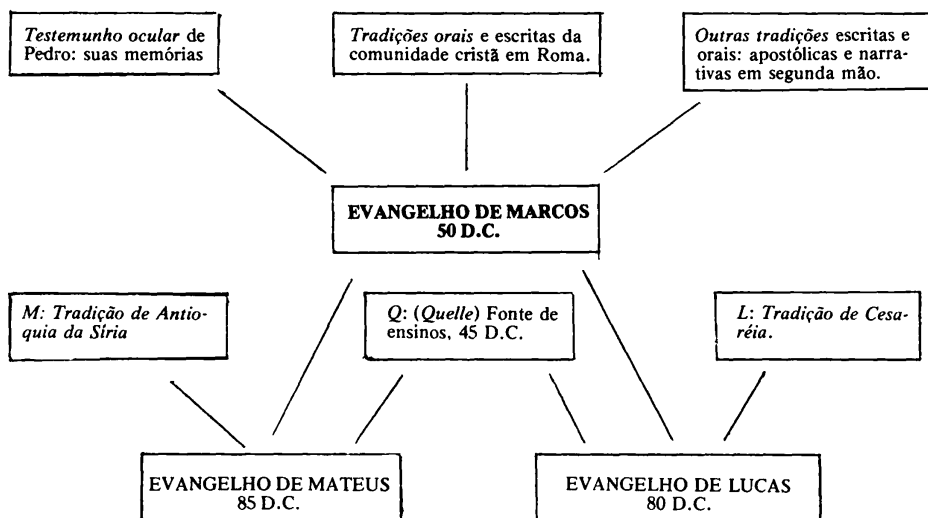 Testemunho ocular de
Pedro: suas memórias
Tradições orais e escritas da
comunidade cristã em Roma.
Outras tradições escritas e
orais: apostólicas e narra-
tivas em segunda mão.
EVANGELHO DE MARCOS
50 D.C.
M: Tradição de Antio-
quia da Síria
Q: (Quelle) Fonte de
ensinos, 45 D.C.
L: Tradição de Cesa-
réia.
EVANGELHO DE MATEUS
85 D.C.
EVANGELHO DE LUCAS
80 D.C.